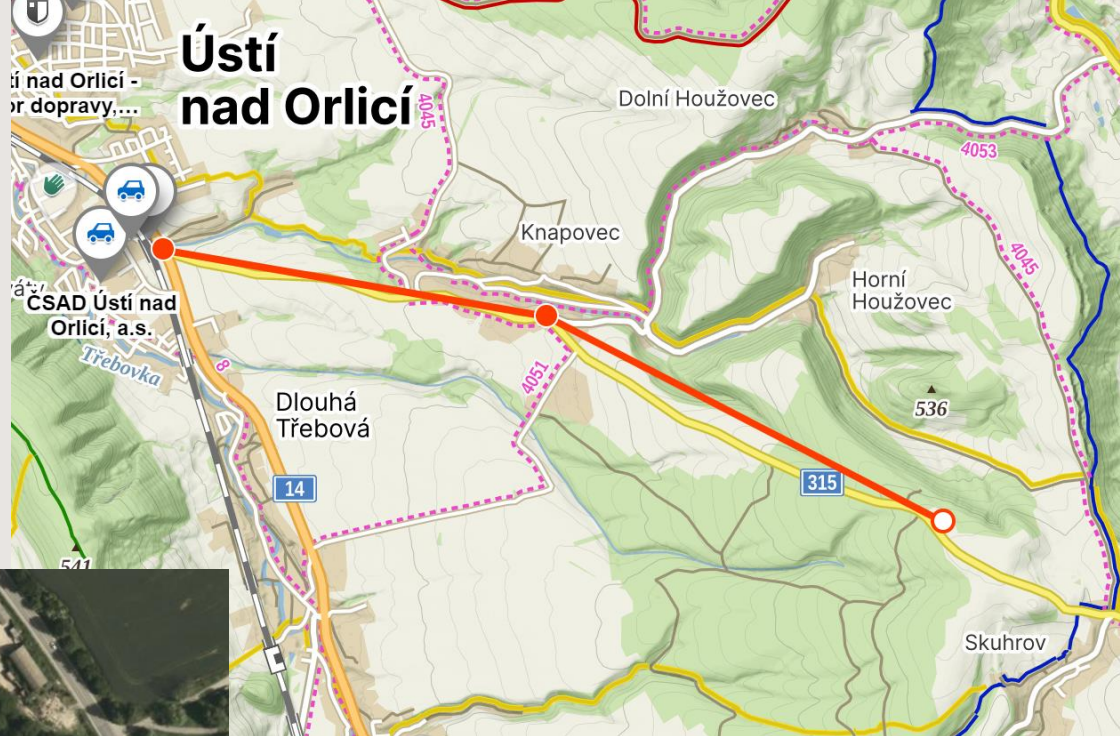 Ústí
nad Orlicí
tí nad Orlicí -
or dopravy,...
4045
Dolní Houžovec
4053
Knapovec
4045
Horní
Houžovec
ČSAD Ústí nad
Orlicí, a.s.
Třebovka
8
4051
536
Dlouhá
Třebová
14
315
541
Skuhrov